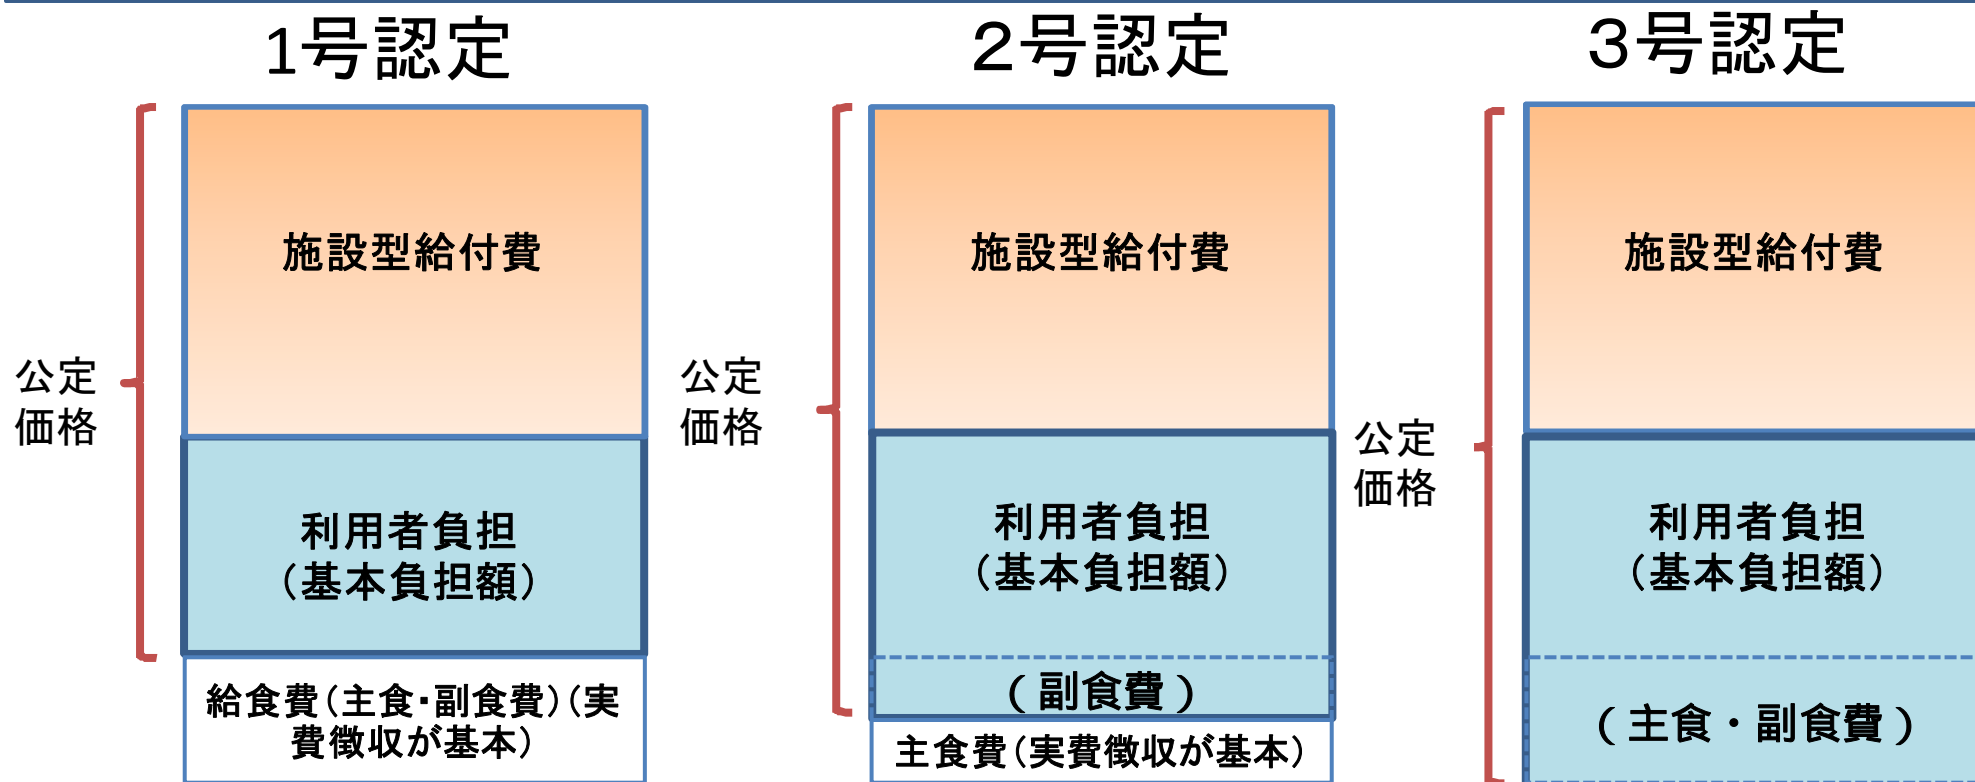 1号認定
2号認定
3号認定
施設型給付費
施設型給付費
施設型給付費
公定
価格
公定
価格
公定
価格
利用者負担
（基本負担額）
利用者負担
（基本負担額）
利用者負担
（基本負担額）
給食費（主食・副食費）（実
費徴収が基本）
（副食費）
主食費（実費徴収が基本）
（主食・副食費）